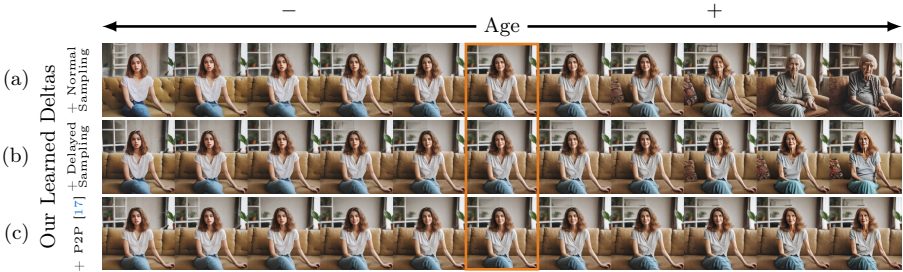 − Age +
Our Learned Deltas
(a) + Normal
Sampling
(b) + Delayed
Sampling
(c) + P2P [17]